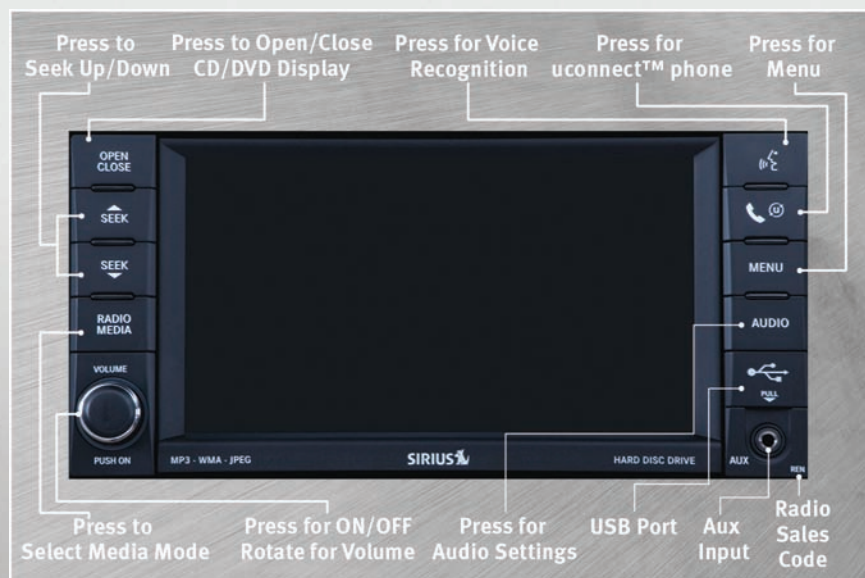 Press to
Seek Up/Down
Press to Open/Close
CD/DVD Display
Press for Voice
Recognition
Press for
uconnect™ phone
Press for
Menu
OPEN
CLOSE
SEEK
SEEK
RADIO
MEDIA
VOLUME
PUSH ON
MP3 - WMA - JPEG
SIRIUS
HARD DISC DRIVE
U
MENU
AUDIO
PULL
AUX
REN
Press to
Select Media Mode
Press for ON/OFF
Rotate for Volume
Press for
Audio Settings
USB Port
Aux
Input
Radio
Sales
Code